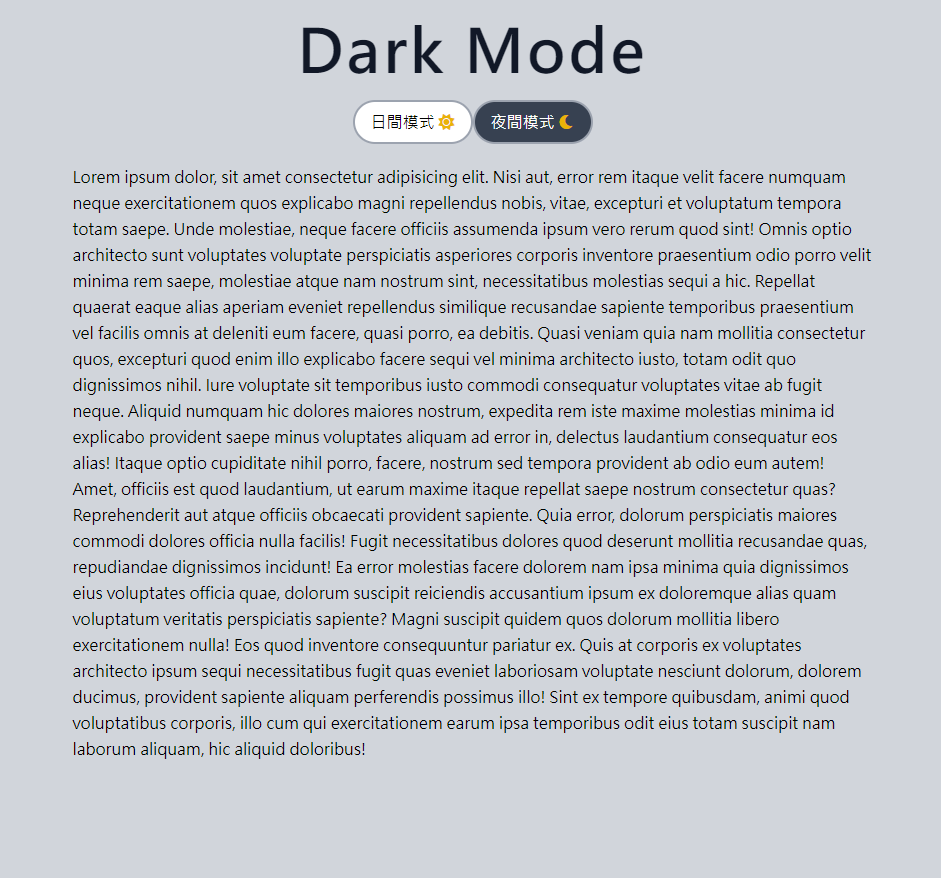 Dark Mode
日間模式
夜間模式
Lorem ipsum dolor, sit amet consectetur adipisicing elit. Nisi aut, error rem itaque velit facere numquam
neque exercitationem quos explicabo magni repellendus nobis, vitae, excepturi et voluptatum tempora
totam saepe. Unde molestiae, neque facere officiis assumenda ipsum vero rerum quod sint! Omnis optio
architecto sunt voluptates voluptate perspiciatis asperiores corporis inventore praesentium odio porro velit
minima rem saepe, molestiae atque nam nostrum sint, necessitatibus molestias sequi a hic. Repellat
quaerat eaque alias aperiam eveniet repellendus similique recusandae sapiente temporibus praesentium
vel facilis omnis at deleniti eum facere, quasi porro, ea debitis. Quasi veniam quia nam mollitia consectetur
quos, excepturi quod enim illo explicabo facere sequi vel minima architecto iusto, totam odit quo
dignissimos nihil. Iure voluptate sit temporibus iusto commodi consequatur voluptates vitae ab fugit
neque. Aliquid numquam hic dolores maiores nostrum, expedita rem iste maxime molestias minima id
explicabo provident saepe minus voluptates aliquam ad error in, delectus laudantium consequatur eos
alias! Itaque optio cupiditate nihil porro, facere, nostrum sed tempora provident ab odio eum autem!
Amet, officiis est quod laudantium, ut earum maxime itaque repellat saepe nostrum consectetur quas?
Reprehenderit aut atque officiis obcaecati provident sapiente. Quia error, dolorum perspiciatis maiores
commodi dolores officia nulla facilis! Fugit necessitatibus dolores quod deserunt mollitia recusandae quas,
repudiandae dignissimos incidunt! Ea error molestias facere dolorem nam ipsa minima quia dignissimos
eius voluptates officia quae, dolorum suscipit reiciendis accusantium ipsum ex doloremque alias quam
voluptatum veritatis perspiciatis sapiente? Magni suscipit quidem quos dolorum mollitia libero
exercitationem nulla! Eos quod inventore consequuntur pariatur ex. Quis at corporis ex voluptates
architecto ipsum sequi necessitatibus fugit quas eveniet laboriosam voluptate nesciunt dolorum, dolorem
ducimus, provident sapiente aliquam perferendis possimus illo! Sint ex tempore quibusdam, animi quod
voluptatibus corporis, illo cum qui exercitationem earum ipsa temporibus odit eius totam suscipit nam
laborum aliquam, hic aliquid doloribus!